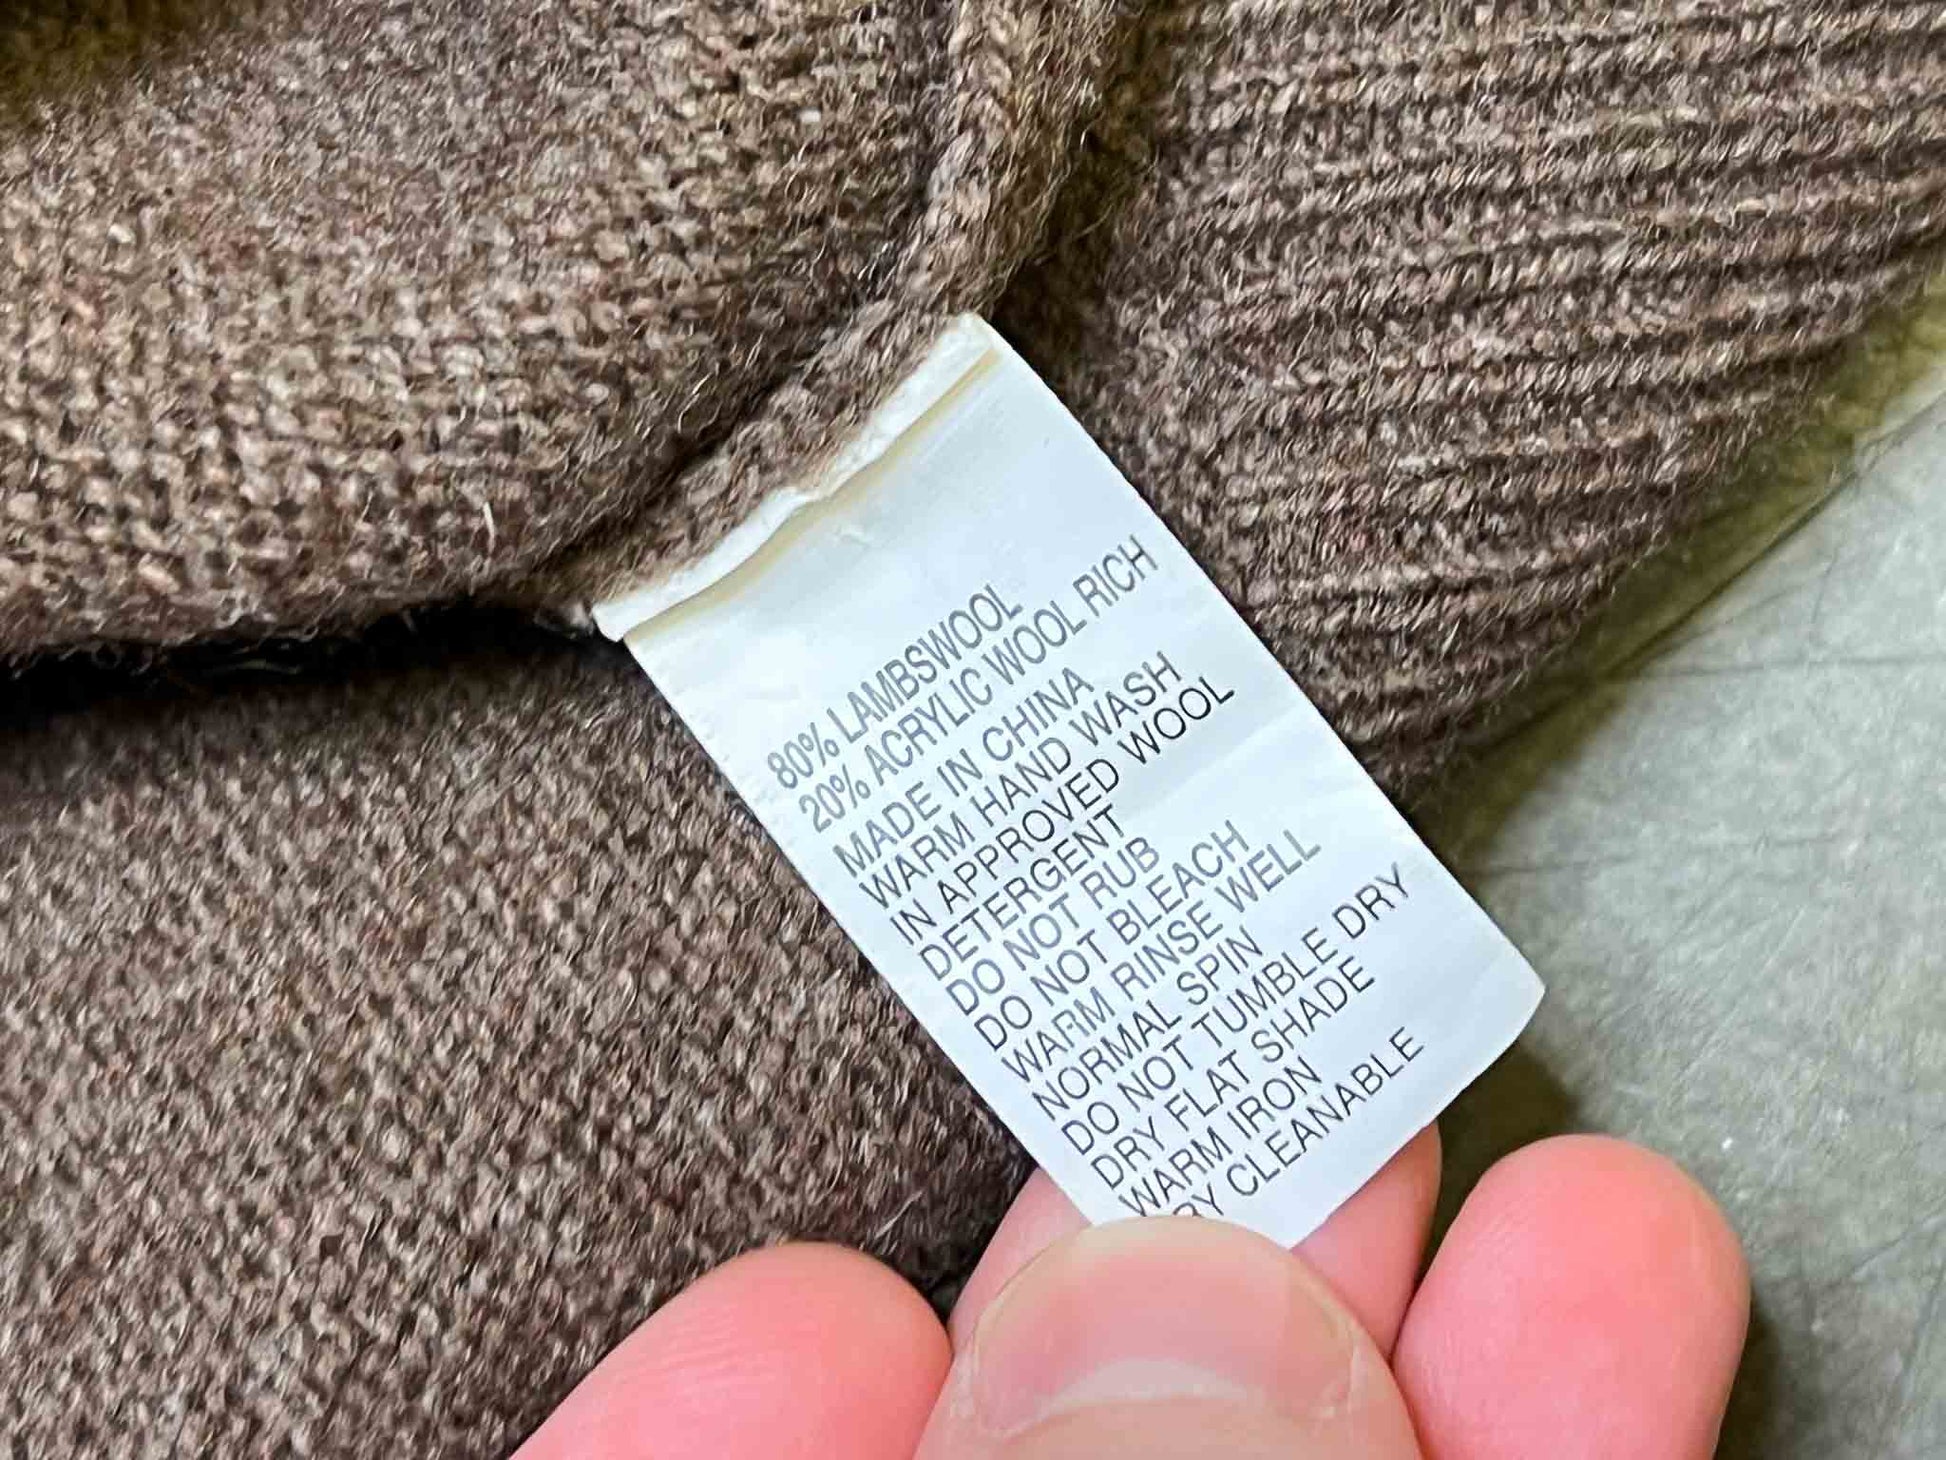 80% LAMBSWOOL
20% ACRYLIC WOOL RICH
MADE IN CHINA
WARM HAND WASH
IN APPROVED WOOL
DETERGENT
DO NOT RUB
DO NOT BLEACH
WARM RINSE WELL
NORMAL SPIN
DO NOT TUMBLE DRY
DRY FLAT SHADE
WARM IRON
RY CLEANABLE